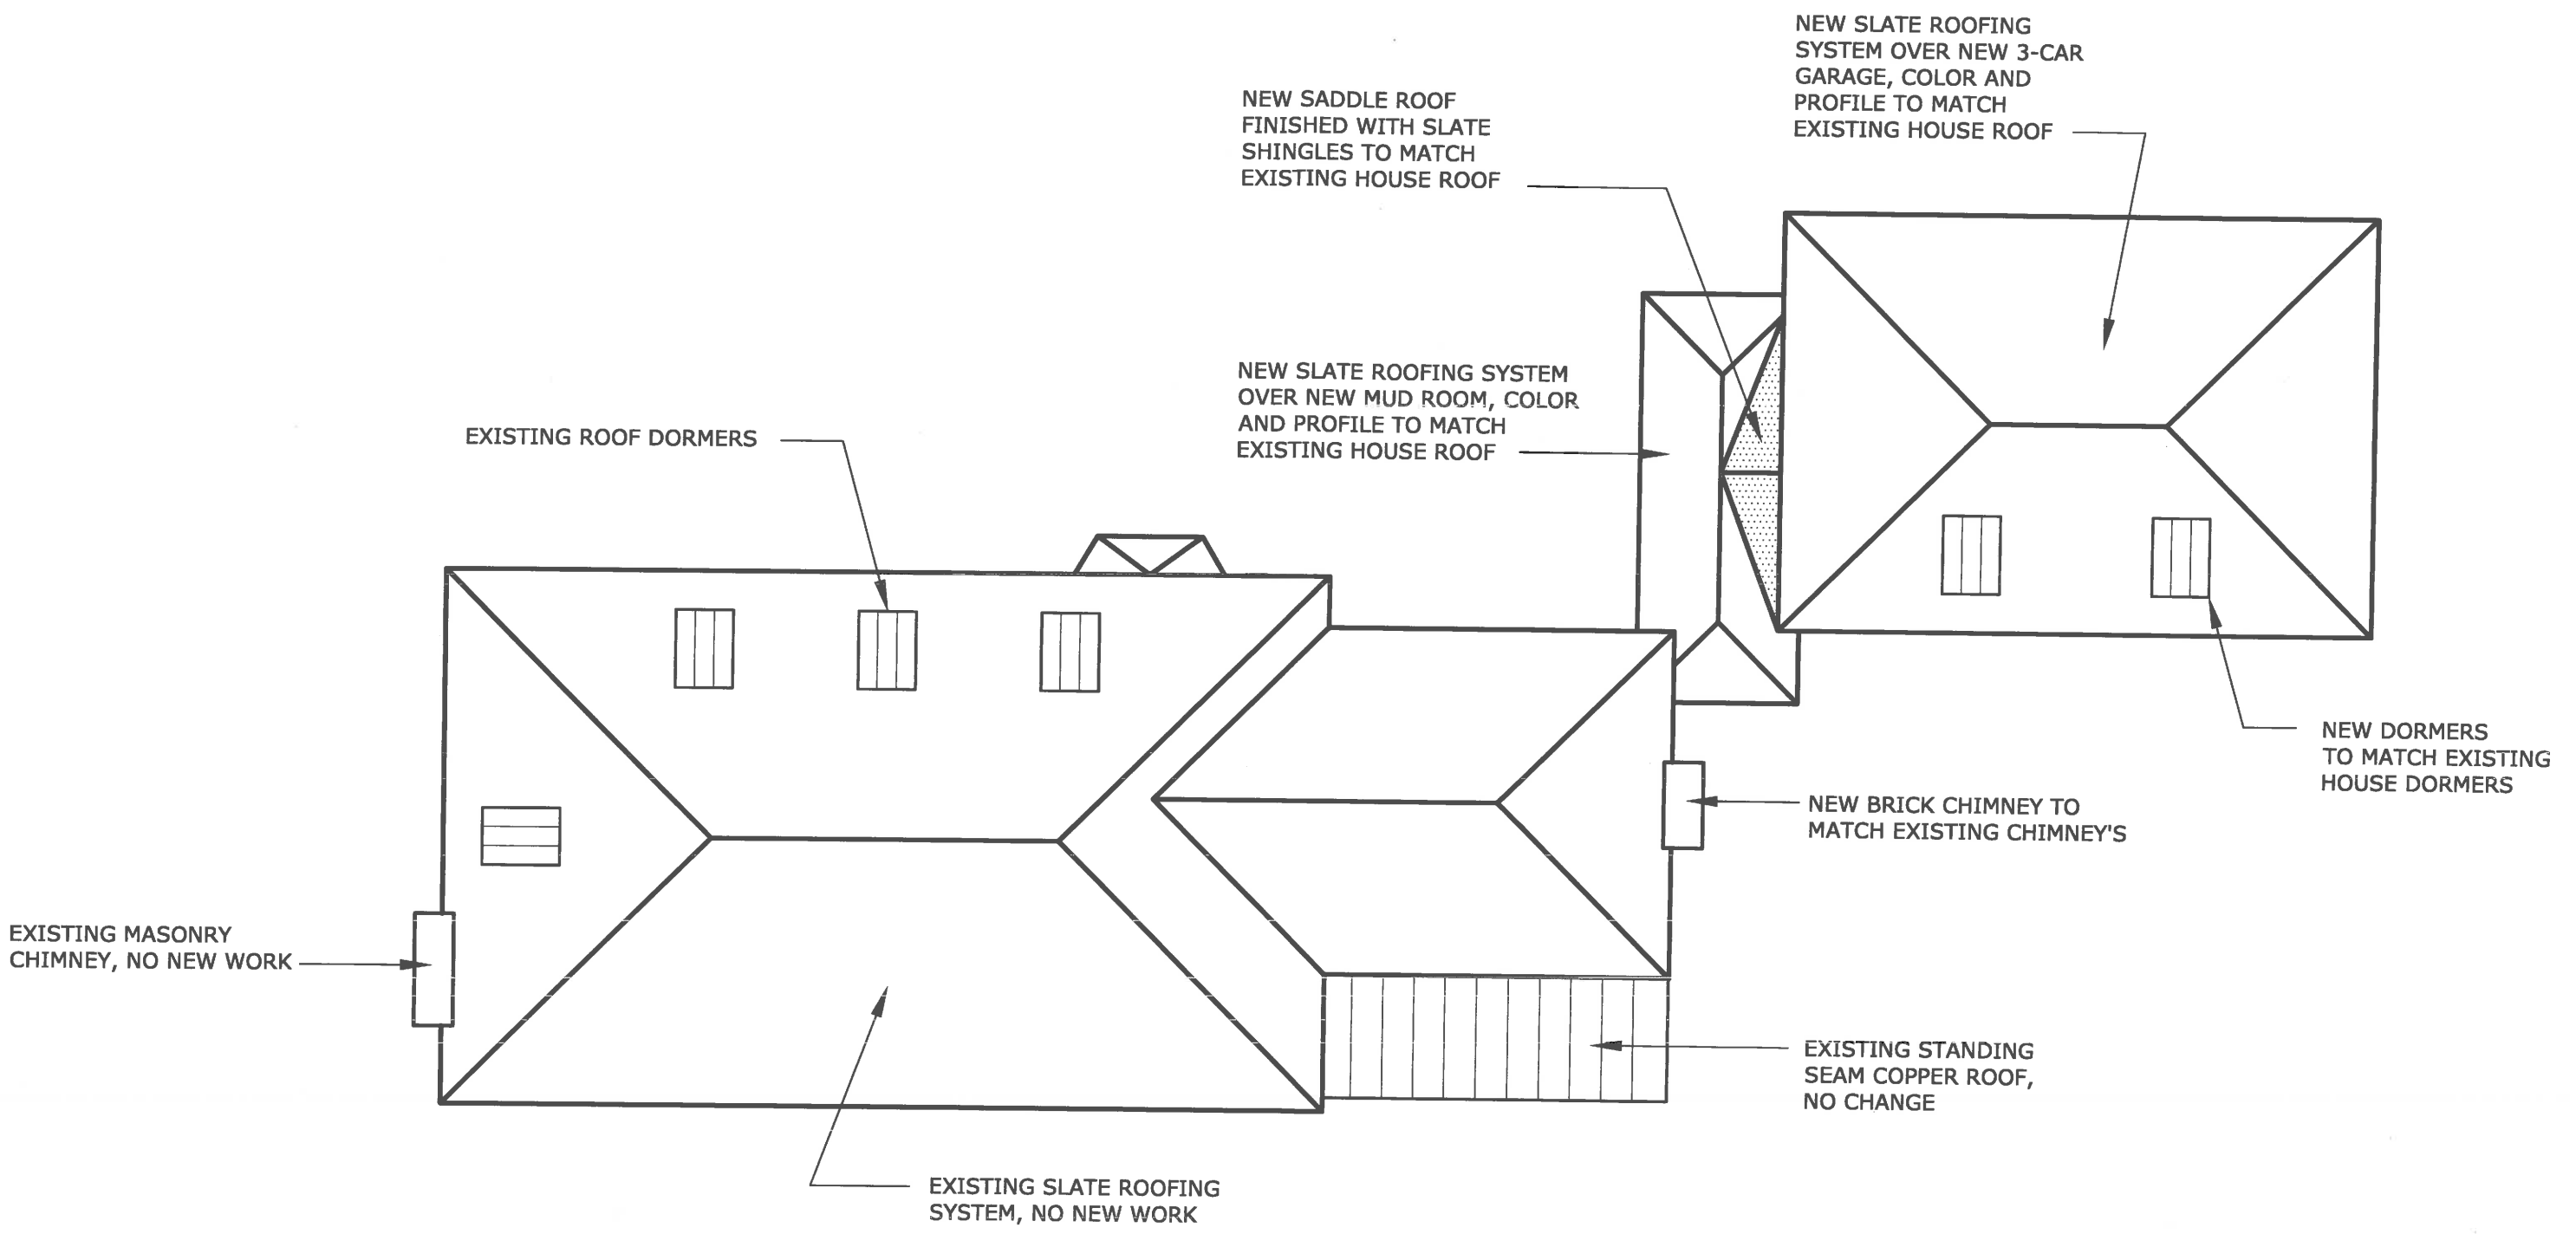 NEW SLATE ROOFING
SYSTEM OVER NEW 3-CAR
GARAGE, COLOR AND
PROFILE TO MATCH
EXISTING HOUSE ROOF
NEW SADDLE ROOF
FINISHED WITH SLATE
SHINGLES TO MATCH
EXISTING HOUSE ROOF
NEW SLATE ROOFING SYSTEM
OVER NEW MUD ROOM, COLOR
AND PROFILE TO MATCH
EXISTING HOUSE ROOF
EXISTING ROOF DORMERS
NEW DORMERS
TO MATCH EXISTING
HOUSE DORMERS
NEW BRICK CHIMNEY TO
MATCH EXISTING CHIMNEY'S
EXISTING MASONRY
CHIMNEY, NO NEW WORK
EXISTING STANDING
SEAM COPPER ROOF,
NO CHANGE
EXISTING SLATE ROOFING
SYSTEM, NO NEW WORK